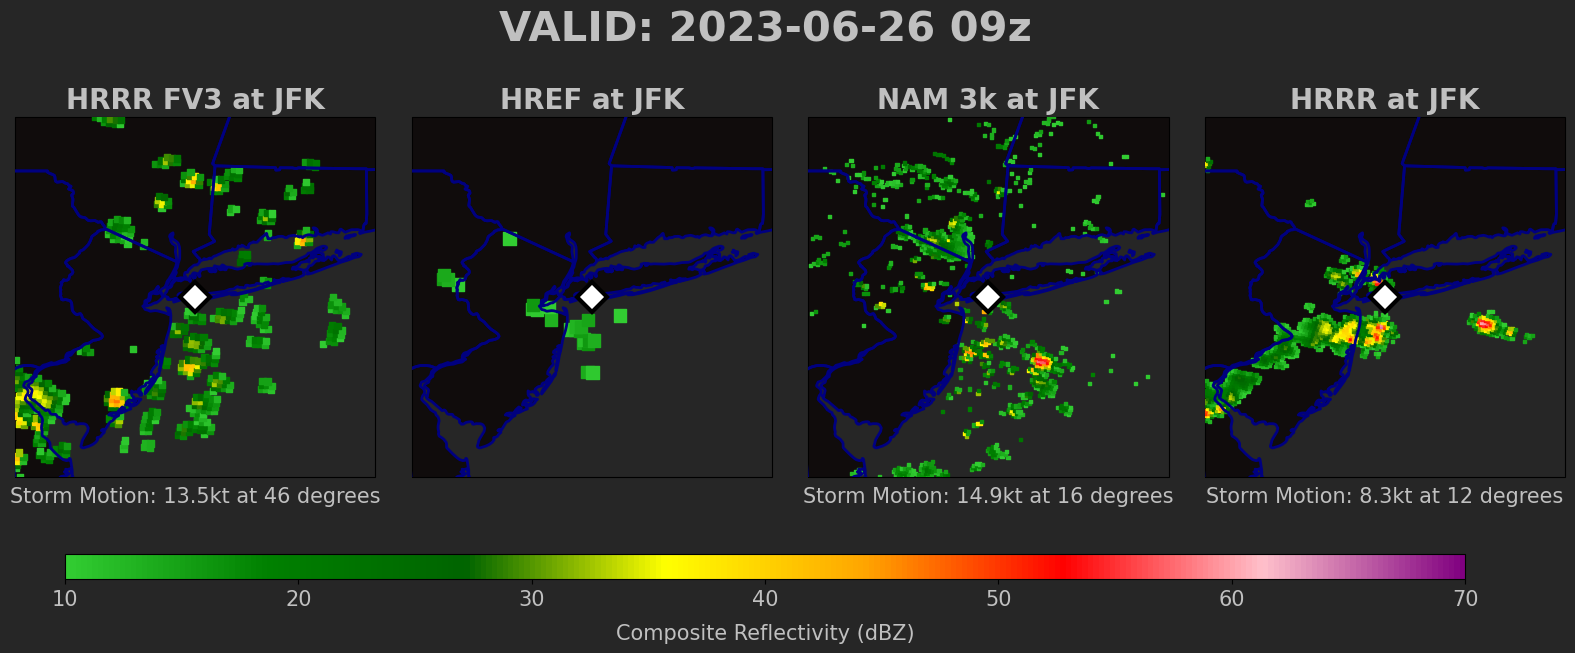 VALID: 2023-06-26 09z
HRRR FV3 at JFK
HREF at JFK
NAM 3k at JFK
HRRR at JFK
Storm Motion: 13.5kt at 46 degrees
Storm Motion: 14.9kt at 16 degrees
Storm Motion: 8.3kt at 12 degrees
10 20 30 40 50 60 70
Composite Reflectivity (dBZ)